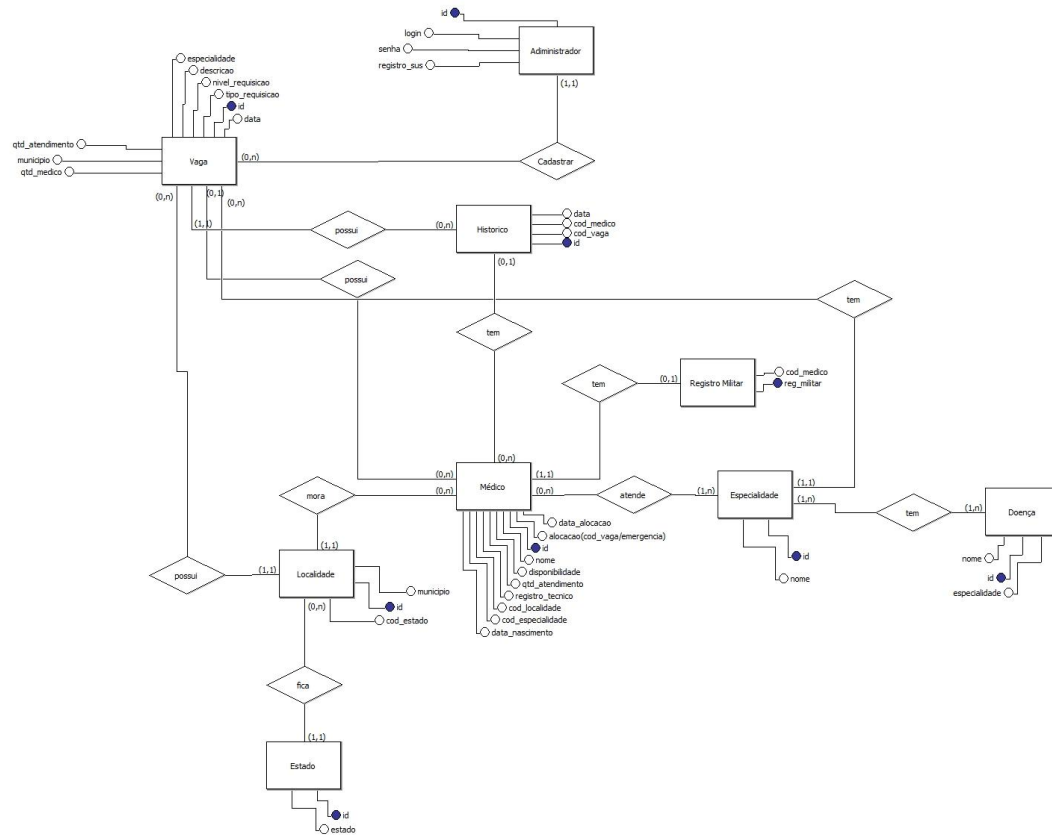 id
login
senha
registro_sus
Adiministrador
(1,1)
especialidade
descricao
nivel_requisicao
tipo_requisicao
id
data
qtd_atendimento
municipio
qtd_medico
Vaga
(0,n)
Cadastrar
(0,n)
(1,1)
(0,1)
(0,n)
possui
(0,n)
Historico
data
cod_medico
cod_vaga
id
(0,1)
possui
tem
tem
tem
(0,1)
Registro Militar
cod_medico
reg_militar
(0,n)
(0,n)
(0,n)
Médico
(1,1)
(0,n)
atende
(1,n)
Especialidade
(1,1)
(1,n)
tem
(1,n)
Doença
mora
data_alocacao
alocacao(cod_vaga/emergencia)
id
nome
disponibilidade
qtd_atendimento
registro_tecnico
cod_localidade
cod_especialidade
data_nascimento
id
nome
nome
id
especialidade
possui
(1,1)
(1,1)
Localidade
municipio
id
cod_estado
(0,n)
fica
(1,1)
Estado
id
estado